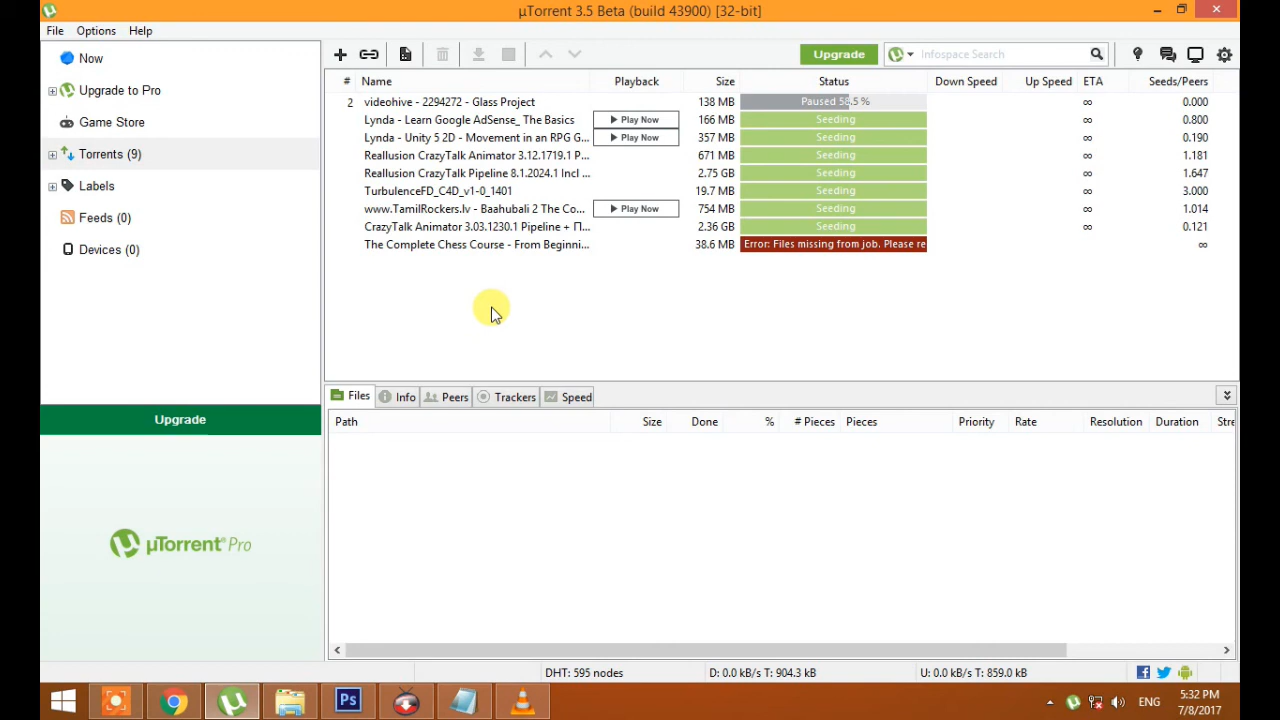 µTorrent 3.5 Beta (build 43900) [32-bit]
File Options Help
Now
Upgrade to Pro
Game Store
Torrents (9)
Labels
Feeds (0)
Devices (0)
Upgrade
µTorrent® Pro
Upgrade
Infospace Search
# Name Playback Size Status Down Speed Up Speed ETA Seeds/Peers
2 videohive - 2294272 - Glass Project 138 MB Paused 58.5 % ∞ 0.000
Lynda - Learn Google AdSense_ The Basics Play Now 166 MB Seeding ∞ 0.800
Lynda - Unity 5 2D - Movement in an RPG G... Play Now 357 MB Seeding ∞ 0.190
Reallusion CrazyTalk Animator 3.12.1719.1 P... 671 MB Seeding ∞ 1.181
Reallusion CrazyTalk Pipeline 8.1.2024.1 Incl ... 2.75 GB Seeding ∞ 1.647
TurbulenceFD_C4D_v1-0_1401 19.7 MB Seeding ∞ 3.000
www.TamilRockers.lv - Baahubali 2 The Co... Play Now 754 MB Seeding ∞ 1.014
CrazyTalk Animator 3.03.1230.1 Pipeline + П... 2.36 GB Seeding ∞ 0.121
The Complete Chess Course - From Beginni... 38.6 MB Error: Files missing from job. Please re ∞
Files Info Peers Trackers Speed
Path Size Done % # Pieces Pieces Priority Rate Resolution Duration Stre
DHT: 595 nodes D: 0.0 kB/s T: 904.3 kB U: 0.0 kB/s T: 859.0 kB
Ps
ENG
5:32 PM
7/8/2017